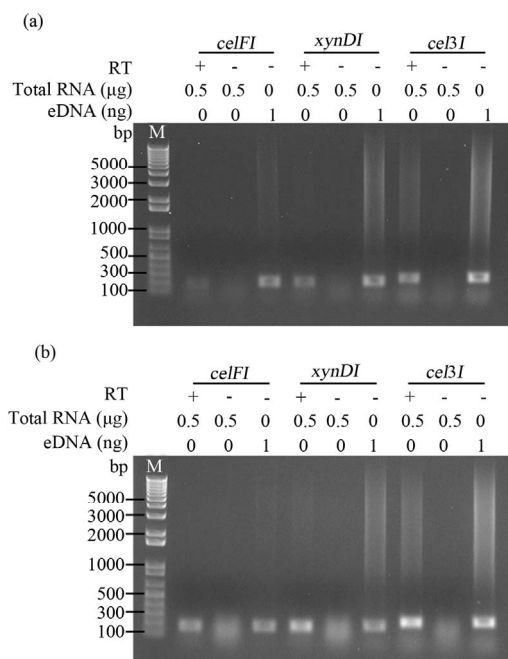 (a)
celFI xynDI cel3I
RT + - - + - - + - -
Total RNA (μg) 0.5 0.5 0 0.5 0.5 0 0.5 0.5 0
eDNA (ng) 0 0 1 0 0 1 0 0 1
bp M
5000
3000
2000
1000
500
300
100
(b)
celFI xynDI cel3I
RT + - - + - - + - -
Total RNA (μg) 0.5 0.5 0 0.5 0.5 0 0.5 0.5 0
eDNA (ng) 0 0 1 0 0 1 0 0 1
bp M
5000
3000
2000
1000
500
300
100